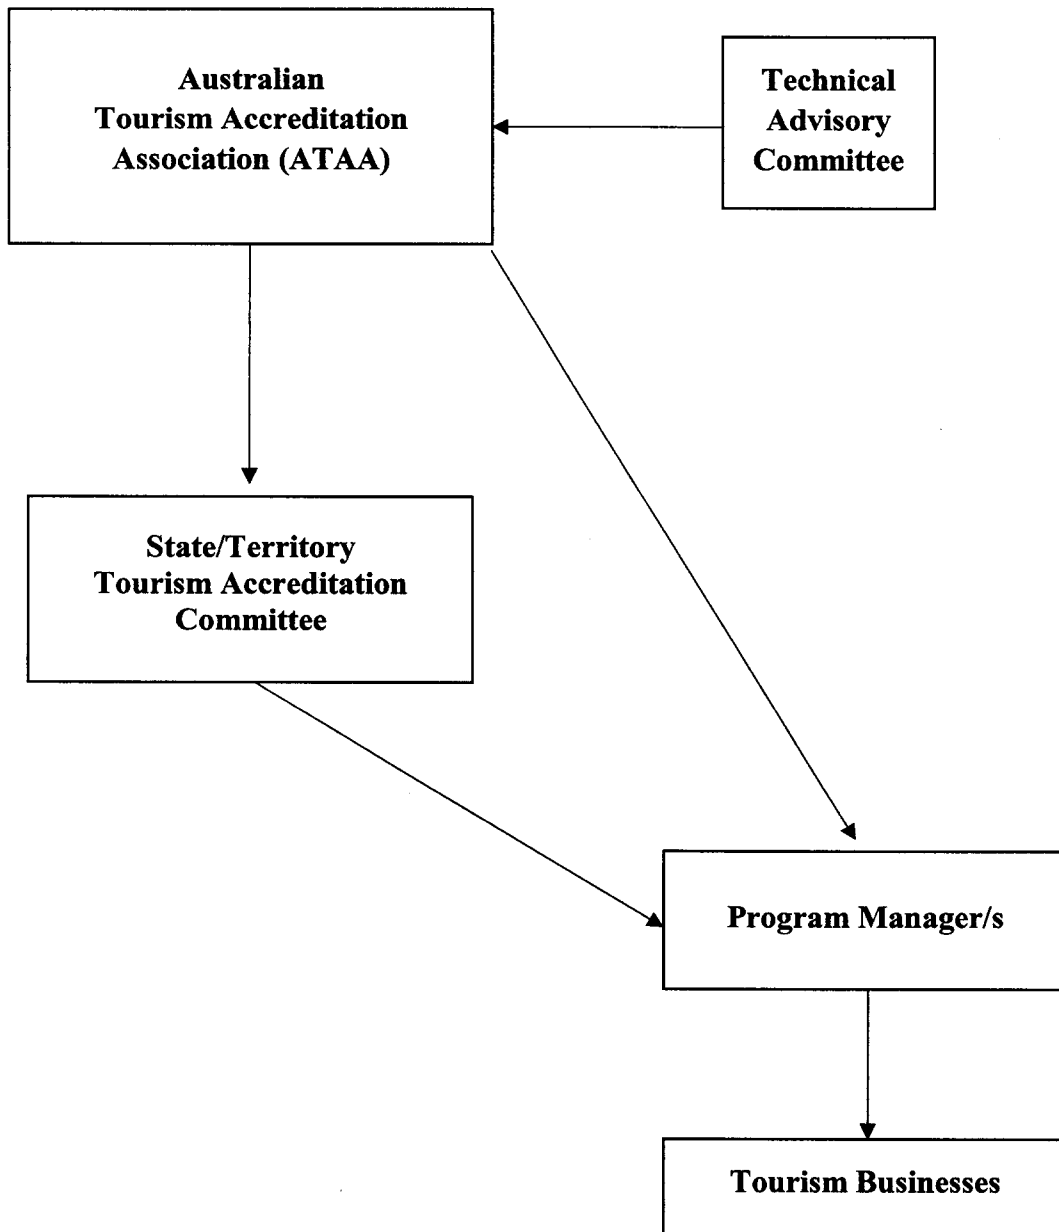 Australian
Tourism Accreditation
Association (ATAA)
Technical
Advisory
Committee
State/Territory
Tourism Accreditation
Committee
Program Manager/s
Tourism Businesses